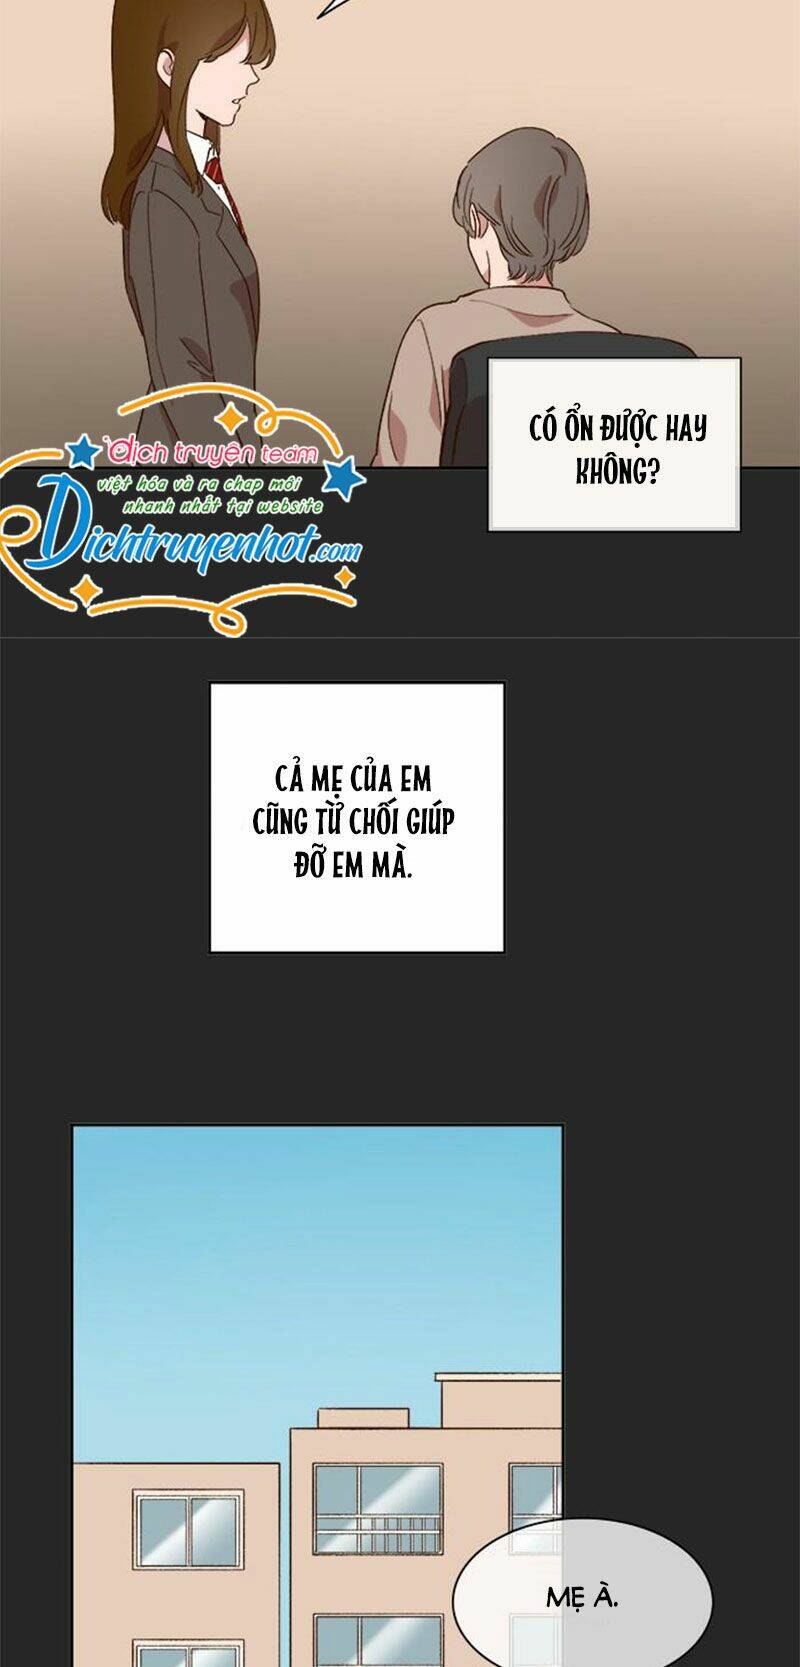 CÓ ỔN ĐƯỢC HAY
KHÔNG?
dich truyện team
việt hóa và ra chap mới
nhanh nhất tại website
Dichtruyenhot.com
CẢ MẸ CỦA EM
CŨNG TỪ CHỐI GIÚP
ĐỠ EM MÀ.
MẸ À.